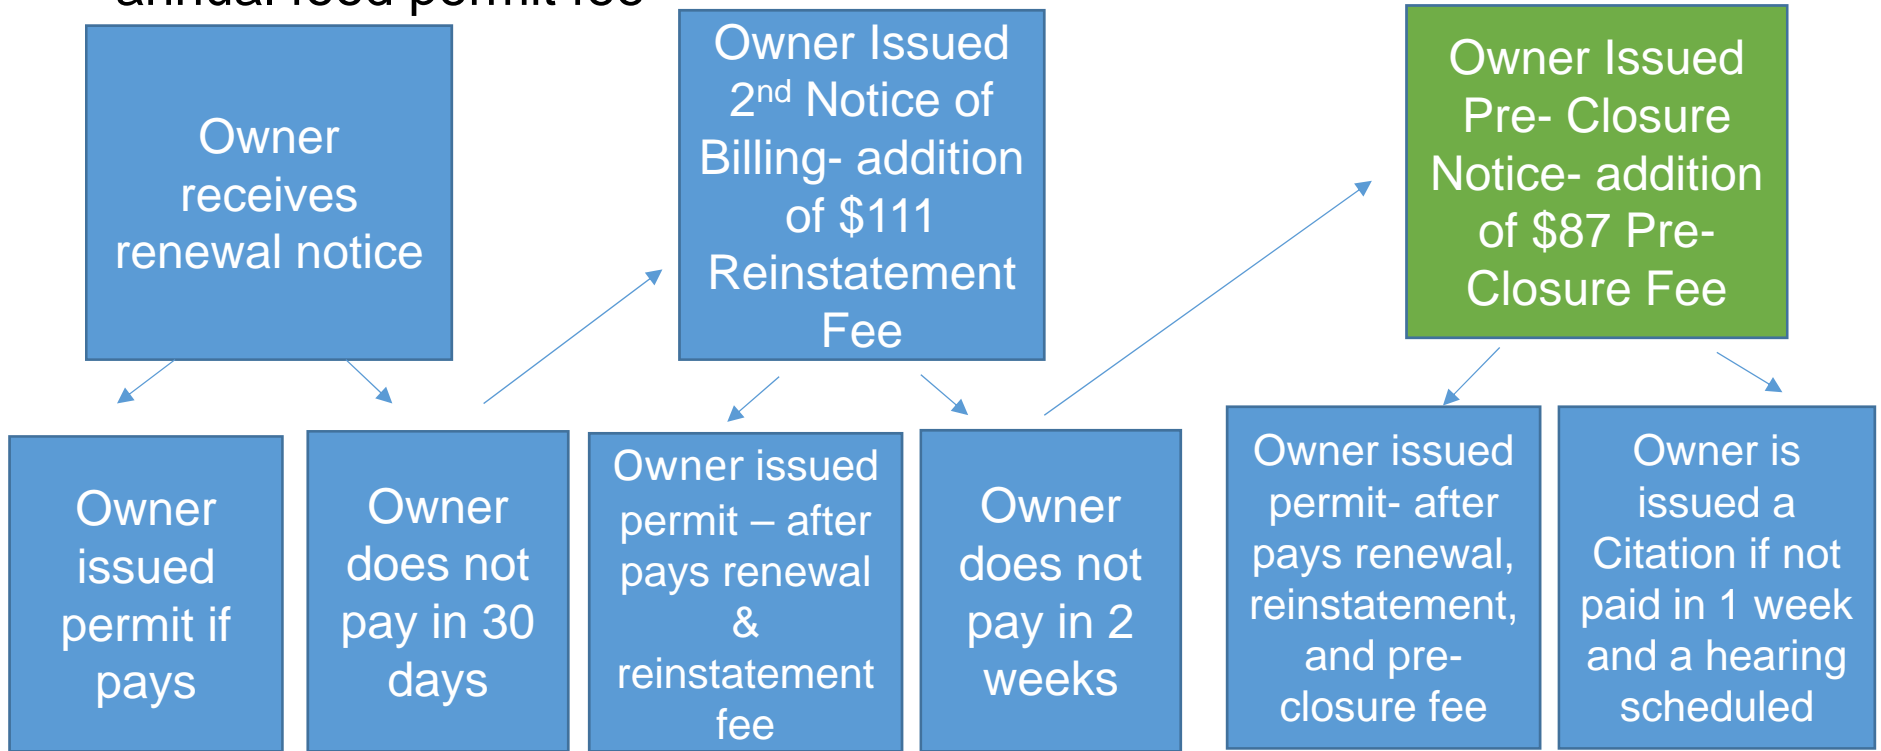 annual food permit fee
Owner
receives
renewal notice
Owner Issued
2nd Notice of
Billing- addition
of $111
Reinstatement
Fee
Owner Issued
Pre- Closure
Notice- addition
of $87 Pre-
Closure Fee
Owner
issued
permit if
pays
Owner
does not
pay in 30
days
Owner issued
permit – after
pays renewal
&
reinstatement
fee
Owner
does not
pay in 2
weeks
Owner issued
permit- after
pays renewal,
reinstatement,
and pre-
closure fee
Owner is
issued a
Citation if not
paid in 1 week
and a hearing
scheduled